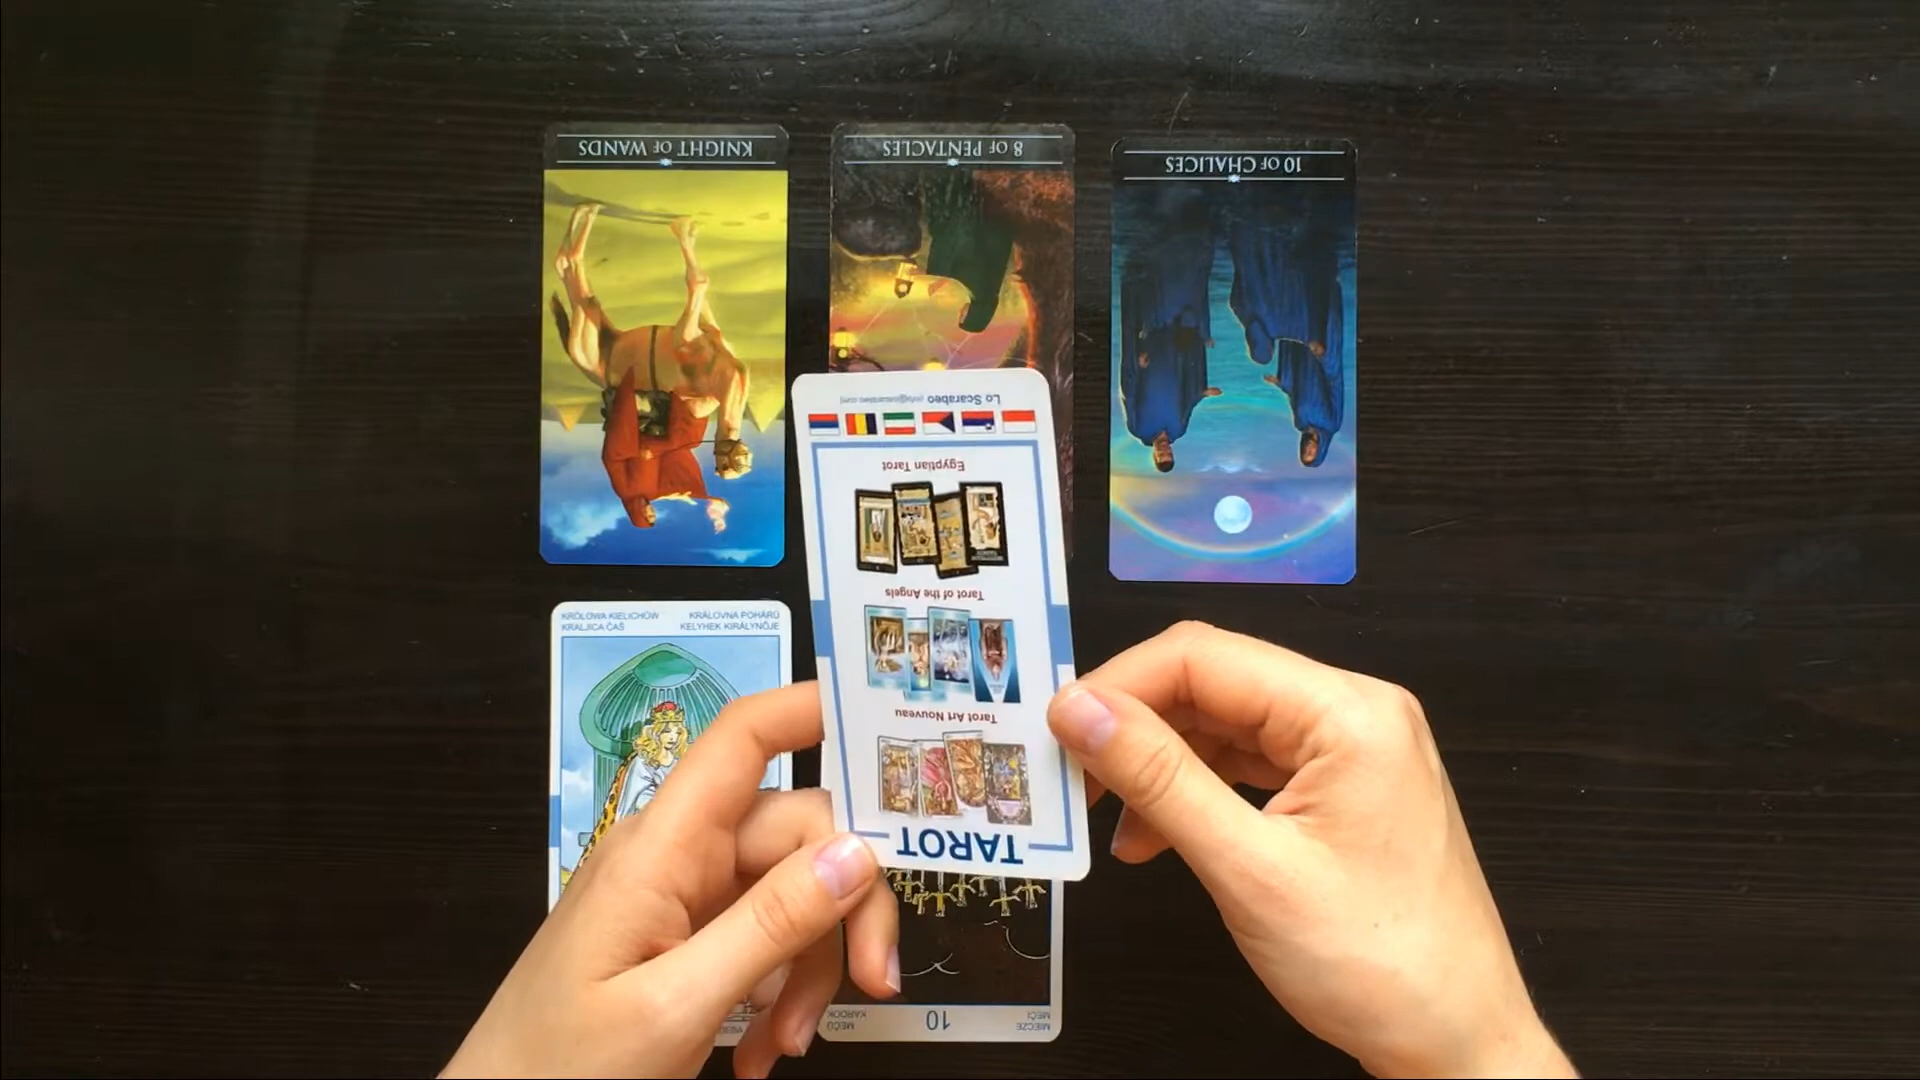 KNIGHT OF WANDS
8 OF PENTACLES
10 OF CHALICES
Lo Scarabeo
Egyptian Tarot
Tarot of the Angels
Tarot Art Nouveau
TAROT
KRÓLOWA KIELICHÓW
KRALJICA ČAŠ
KRÁLOVNA POHÁRŮ
KELYHEK KIRÁLYNŐJE
MIECZE
MEČI
10
MEČŮ
KARDOK